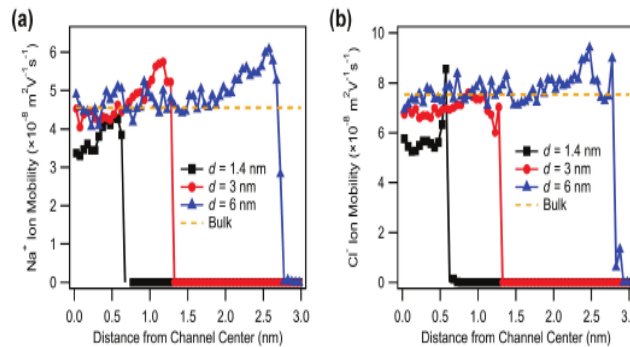 (a)
Na+ Ion Mobility (×10-8 m2V-1s-1)
6
5
4
3
2
1
0
d = 1.4 nm
d = 3 nm
d = 6 nm
Bulk
0.0 0.5 1.0 1.5 2.0 2.5 3.0
Distance from Channel Center (nm)
(b)
Cl- Ion Mobility (×10-8 m2V-1s-1)
10
8
6
4
2
0
d = 1.4 nm
d = 3 nm
d = 6 nm
Bulk
0.0 0.5 1.0 1.5 2.0 2.5 3.0
Distance from Channel Center (nm)